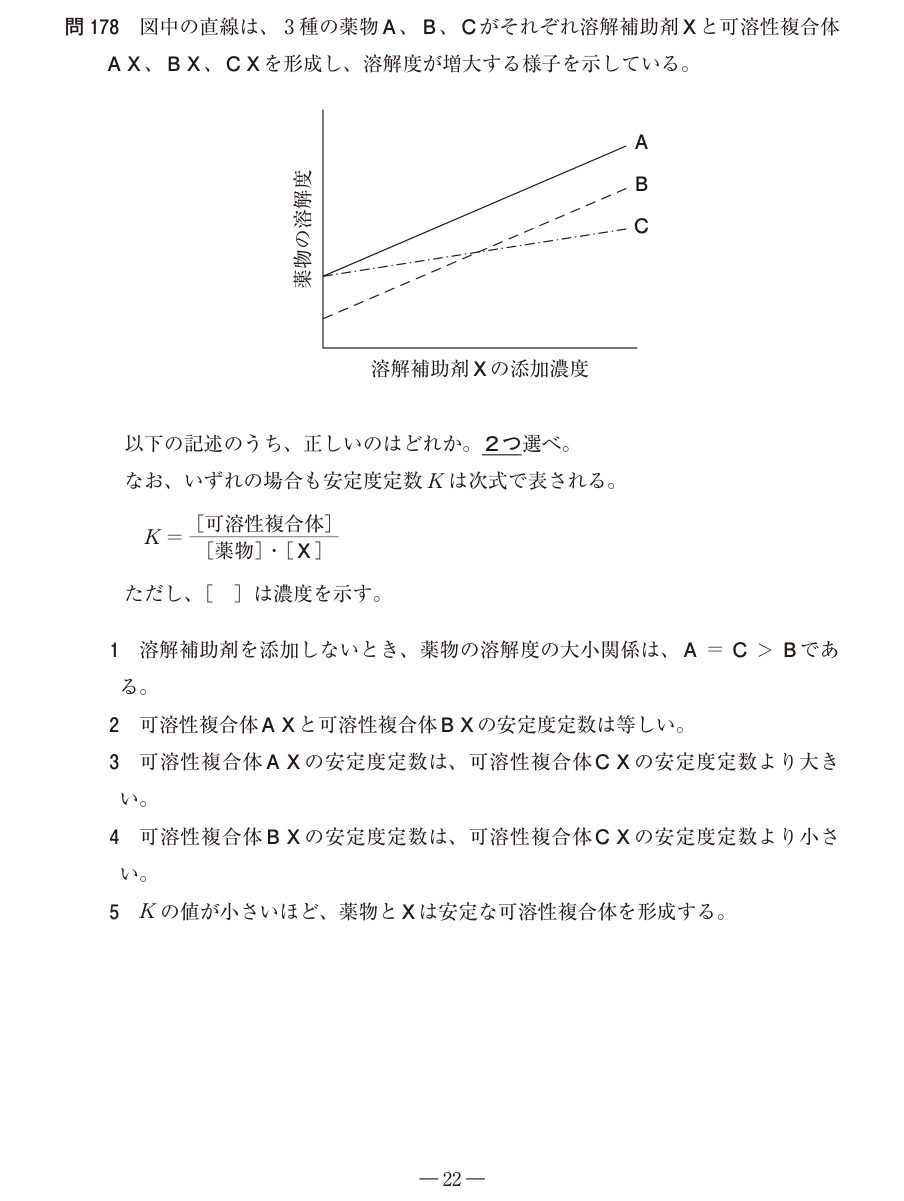 問 178 図中の直線は、3種の薬物A、B、Cがそれぞれ溶解補助剤Xと可溶性複合体
AX、BX、CXを形成し、溶解度が増大する様子を示している。
A
B
C
薬物の溶解度
溶解補助剤Xの添加濃度
以下の記述のうち、正しいのはどれか。2つ選べ。
なお、いずれの場合も安定度定数Kは次式で表される。
K = [可溶性複合体] / [薬物]・[X]
ただし、[ ]は濃度を示す。
1 溶解補助剤を添加しないとき、薬物の溶解度の大小関係は、A = C > Bであ
る。
2 可溶性複合体AXと可溶性複合体BXの安定度定数は等しい。
3 可溶性複合体AXの安定度定数は、可溶性複合体CXの安定度定数より大き
い。
4 可溶性複合体BXの安定度定数は、可溶性複合体CXの安定度定数より小さ
い。
5 Kの値が小さいほど、薬物とXは安定な可溶性複合体を形成する。
— 22 —